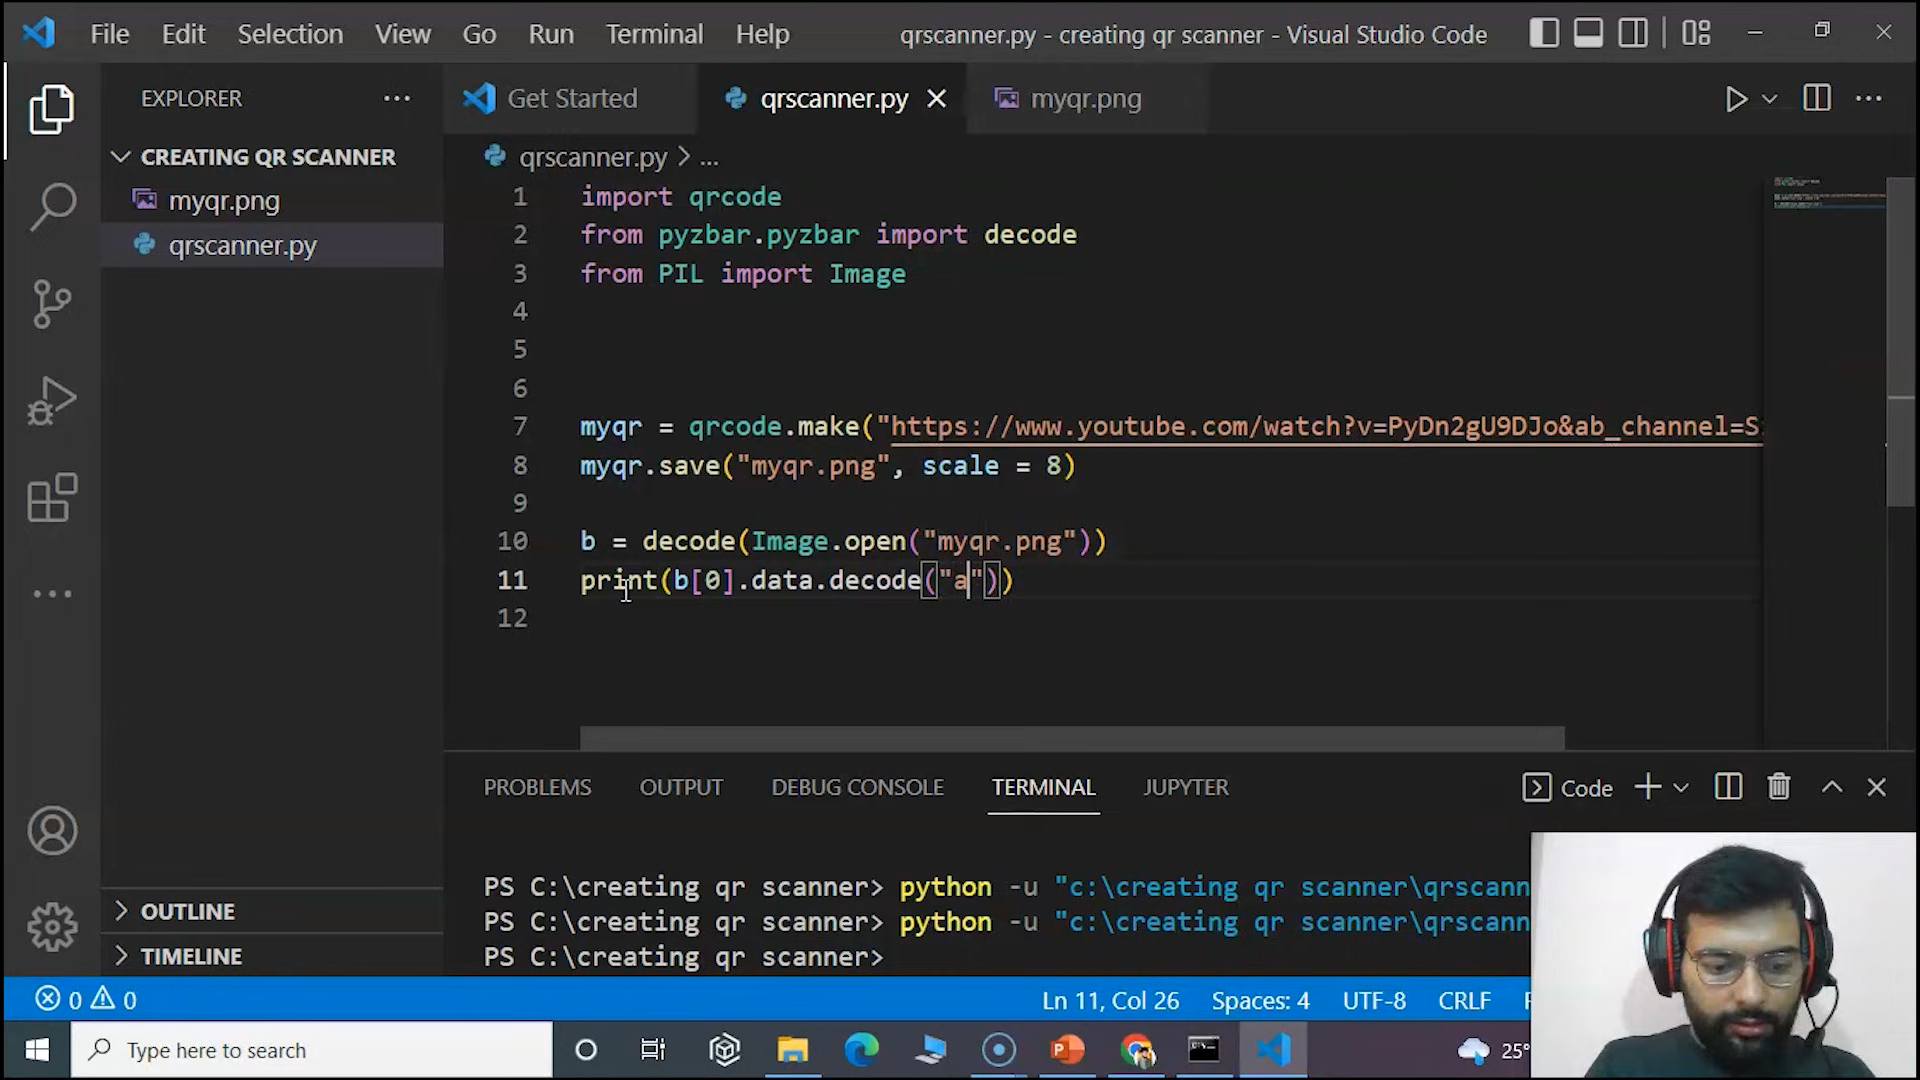 File Edit Selection View Go Run Terminal Help qrscanner.py - creating qr scanner - Visual Studio Code
EXPLORER
Get Started qrscanner.py myqr.png
CREATING QR SCANNER
myqr.png
qrscanner.py
qrscanner.py > ...
1 import qrcode
2 from pyzbar.pyzbar import decode
3 from PIL import Image
4
5
6
7 myqr = qrcode.make("https://www.youtube.com/watch?v=PyDn2gU9DJo&ab_channel=S
8 myqr.save("myqr.png", scale = 8)
9
10 b = decode(Image.open("myqr.png"))
11 print(b[0].data.decode("a"))
12
PROBLEMS OUTPUT DEBUG CONSOLE TERMINAL JUPYTER Code
PS C:\creating qr scanner> python -u "c:\creating qr scanner\qrscann
PS C:\creating qr scanner> python -u "c:\creating qr scanner\qrscann
PS C:\creating qr scanner>
OUTLINE
TIMELINE
0 0 Ln 11, Col 26 Spaces: 4 UTF-8 CRLF
Type here to search 25°